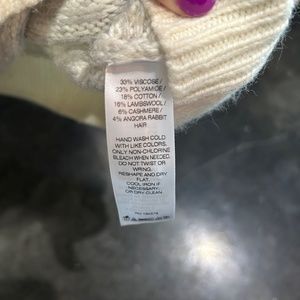 33% VISCOSE /
23% POLYAMIDE /
18% COTTON /
16% LAMBSWOOL /
6% CASHMERE /
4% ANGORA RABBIT
HAIR
HAND WASH COLD
WITH LIKE COLORS,
ONLY NON-CHLORINE
BLEACH WHEN NEEDED,
DO NOT TWIST OR
WRING,
RESHAPE AND DRY
FLAT,
COOL IRON IF
NECESSARY
OR DRY CLEAN